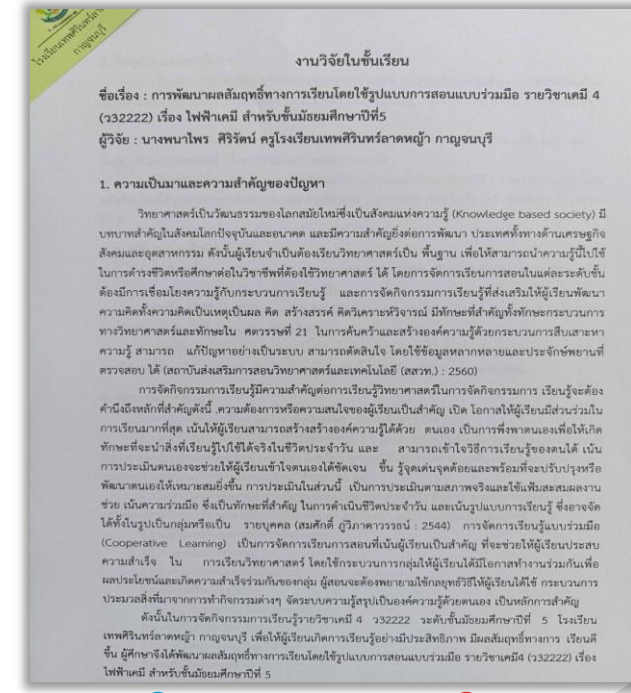 โรงเรียนเทพศิรินทร์ลาดหญ้า
กาญจนบุรี
งานวิจัยในชั้นเรียน
ชื่อเรื่อง : การพัฒนาผลสัมฤทธิ์ทางการเรียนโดยใช้รูปแบบการสอนแบบร่วมมือ รายวิชาเคมี 4
(ว32222) เรื่อง ไฟฟ้าเคมี สำหรับชั้นมัธยมศึกษาปีที่5
ผู้วิจัย : นางพนาไพร ศิริรัตน์ ครูโรงเรียนเทพศิรินทร์ลาดหญ้า กาญจนบุรี
1. ความเป็นมาและความสำคัญของปัญหา
วิทยาศาสตร์เป็นวัฒนธรรมของโลกสมัยใหม่ซึ่งเป็นสังคมแห่งความรู้ (Knowledge based society) มี
บทบาทสำคัญในสังคมโลกปัจจุบันและอนาคต และมีความสำคัญยิ่งต่อการพัฒนา ประเทศทั้งทางด้านเศรษฐกิจ
สังคมและอุตสาหกรรม ดังนั้นผู้เรียนจำเป็นต้องเรียนวิทยาศาสตร์เป็น พื้นฐาน เพื่อให้สามารถนำความรู้นี้ไปใช้
ในการดำรงชีวิตหรือศึกษาต่อในวิชาชีพที่ต้องใช้วิทยาศาสตร์ ได้ โดยการจัดการเรียนการสอนในแต่ละระดับชั้น
ต้องมีการเชื่อมโยงความรู้กับกระบวนการเรียนรู้ และการจัดกิจกรรมการเรียนรู้ที่ส่งเสริมให้ผู้เรียนพัฒนา
ความคิดทั้งความคิดเป็นเหตุเป็นผล คิด สร้างสรรค์ คิดวิเคราะห์วิจารณ์ มีทักษะที่สำคัญทั้งทักษะกระบวนการ
ทางวิทยาศาสตร์และทักษะใน ศตวรรษที่ 21 ในการค้นคว้าและสร้างองค์ความรู้ด้วยกระบวนการสืบเสาะหา
ความรู้ สามารถ แก้ปัญหาอย่างเป็นระบบ สามารถตัดสินใจ โดยใช้ข้อมูลหลากหลายและประจักษ์พยานที่
ตรวจสอบ ได้ (สถาบันส่งเสริมการสอนวิทยาศาสตร์และเทคโนโลยี (สสวท.) : 2560)
การจัดกิจกรรมการเรียนรู้มีความสำคัญต่อการเรียนรู้วิทยาศาสตร์ในการจัดกิจกรรมการ เรียนรู้จะต้อง
คำนึงถึงหลักที่สำคัญดังนี้ .ความต้องการหรือความสนใจของผู้เรียนเป็นสำคัญ เปิด โอกาสให้ผู้เรียนมีส่วนร่วมใน
การเรียนมากที่สุด เน้นให้ผู้เรียนสามารถสร้างสร้างองค์ความรู้ได้ด้วย ตนเอง เป็นการพึ่งพาตนเองเพื่อให้เกิด
ทักษะที่จะนำสิ่งที่เรียนรู้ไปใช้ได้จริงในชีวิตประจำวัน และ สามารถเข้าใจวิธีการเรียนรู้ของตนได้ เน้น
การประเมินตนเองจะช่วยให้ผู้เรียนเข้าใจตนเองได้ชัดเจน ขึ้น รู้จุดเด่นจุดด้อยและพร้อมที่จะปรับปรุงหรือ
พัฒนาตนเองให้เหมาะสมยิ่งขึ้น การประเมินในส่วนนี้ เป็นการประเมินตามสภาพจริงและใช้แฟ้มสะสมผลงาน
ช่วย เน้นความร่วมมือ ซึ่งเป็นทักษะที่สำคัญ ในการดำเนินชีวิตประจำวัน และเน้นรูปแบบการเรียนรู้ ซึ่งอาจจัด
ได้ทั้งในรูปเป็นกลุ่มหรือเป็น รายบุคคล (สมศักดิ์ ภู่วิภาดาวรรธน์ : 2544) การจัดการเรียนรู้แบบร่วมมือ
(Cooperative Learning) เป็นการจัดการเรียนการสอนที่เน้นผู้เรียนเป็นสำคัญ ที่จะช่วยให้ผู้เรียนประสบ
ความสำเร็จ ใน การเรียนวิทยาศาสตร์ โดยใช้กระบวนการกลุ่มให้ผู้เรียนได้มีโอกาสทำงานร่วมกันเพื่อ
ผลประโยชน์และเกิดความสำเร็จร่วมกันของกลุ่ม ผู้สอนจะต้องพยายามใช้กลยุทธ์วิธีให้ผู้เรียนได้ใช้ กระบวนการ
ประมวลสิ่งที่มาจากการทำกิจกรรมต่างๆ จัดระบบความรู้สรุปเป็นองค์ความรู้ด้วยตนเอง เป็นหลักการสำคัญ
ดังนั้นในการจัดกิจกรรมการเรียนรู้รายวิชาเคมี 4 ว32222 ระดับชั้นมัธยมศึกษาปีที่ 5 โรงเรียน
เทพศิรินทร์ลาดหญ้า กาญจนบุรี เพื่อให้ผู้เรียนเกิดการเรียนรู้อย่างมีประสิทธิภาพ มีผลสัมฤทธิ์ทางการ เรียนดี
ขึ้น ผู้ศึกษาจึงได้พัฒนาผลสัมฤทธิ์ทางการเรียนโดยใช้รูปแบบการสอนแบบร่วมมือ รายวิชาเคมี4 (ว32222) เรื่อง
ไฟฟ้าเคมี สำหรับชั้นมัธยมศึกษาปีที่ 5